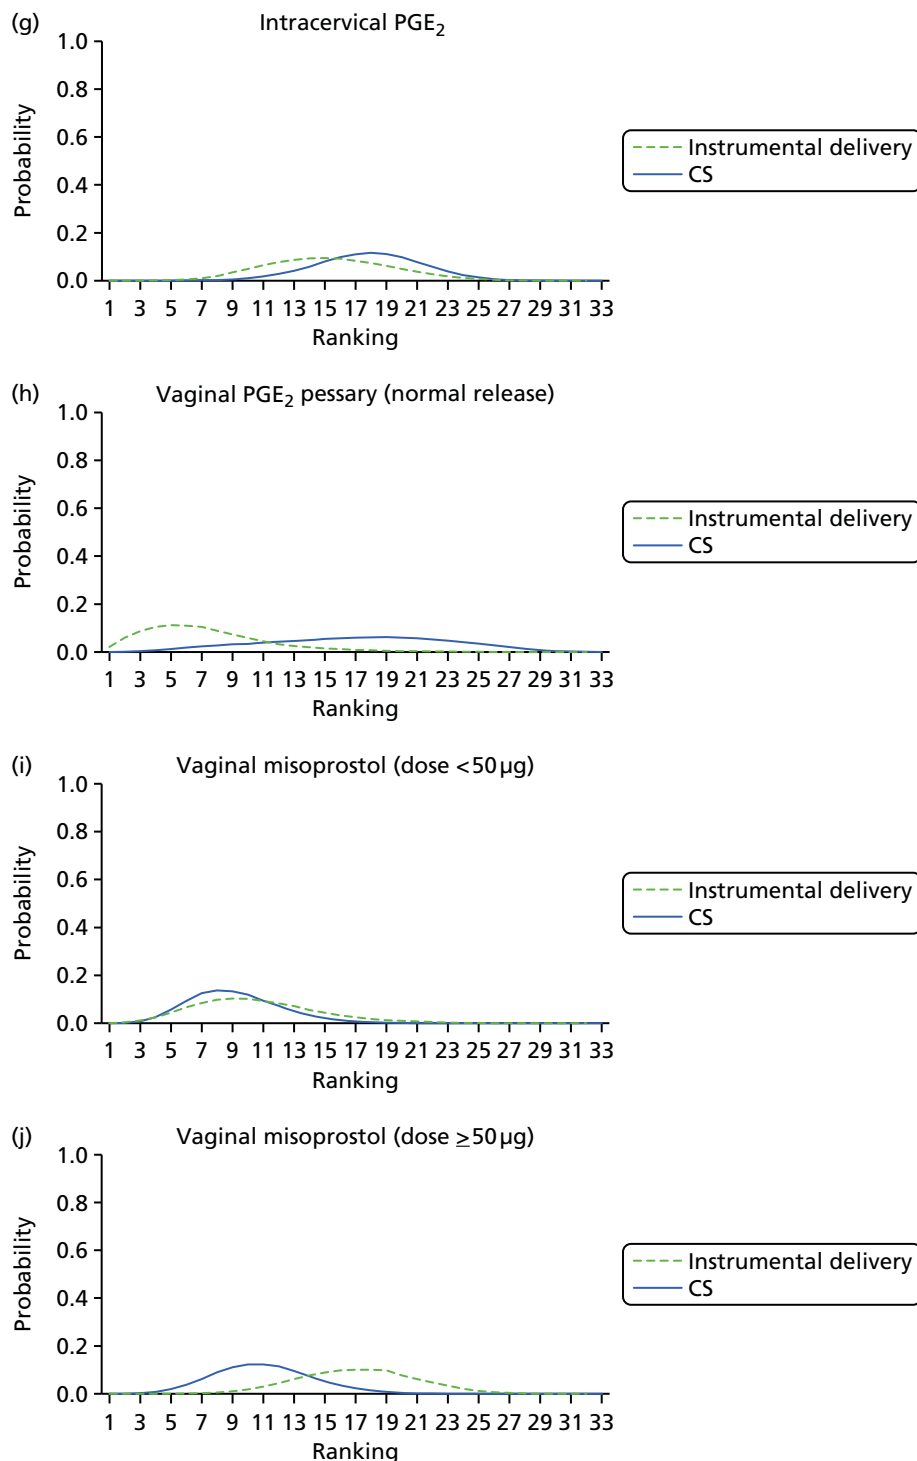 (g)
Intracervical PGE₂
1.0
0.8
0.6
0.4
0.2
0.0
Probability
1 3 5 7 9 11 13 15 17 19 21 23 25 27 29 31 33
Ranking
Instrumental delivery
CS
(h)
Vaginal PGE₂ pessary (normal release)
1.0
0.8
0.6
0.4
0.2
0.0
Probability
1 3 5 7 9 11 13 15 17 19 21 23 25 27 29 31 33
Ranking
Instrumental delivery
CS
(i)
Vaginal misoprostol (dose <50 µg)
1.0
0.8
0.6
0.4
0.2
0.0
Probability
1 3 5 7 9 11 13 15 17 19 21 23 25 27 29 31 33
Ranking
Instrumental delivery
CS
(j)
Vaginal misoprostol (dose ≥50 µg)
1.0
0.8
0.6
0.4
0.2
0.0
Probability
1 3 5 7 9 11 13 15 17 19 21 23 25 27 29 31 33
Ranking
Instrumental delivery
CS